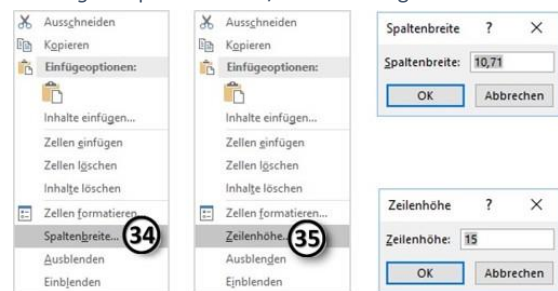 Ausschneiden
Kopieren
Einfügeoptionen:
Inhalte einfügen...
Zellen einfügen
Zellen löschen
Inhalte löschen
Zellen formatieren...
Spaltenbreite... 34
Ausblenden
Einblenden
Ausschneiden
Kopieren
Einfügeoptionen:
Inhalte einfügen...
Zellen einfügen
Zellen löschen
Inhalte löschen
Zellen formatieren...
Zeilenhöhe... 35
Ausblenden
Einblenden
Spaltenbreite ? ×
Spaltenbreite: 10,71
OK Abbrechen
Zeilenhöhe ? ×
Zeilenhöhe: 15
OK Abbrechen